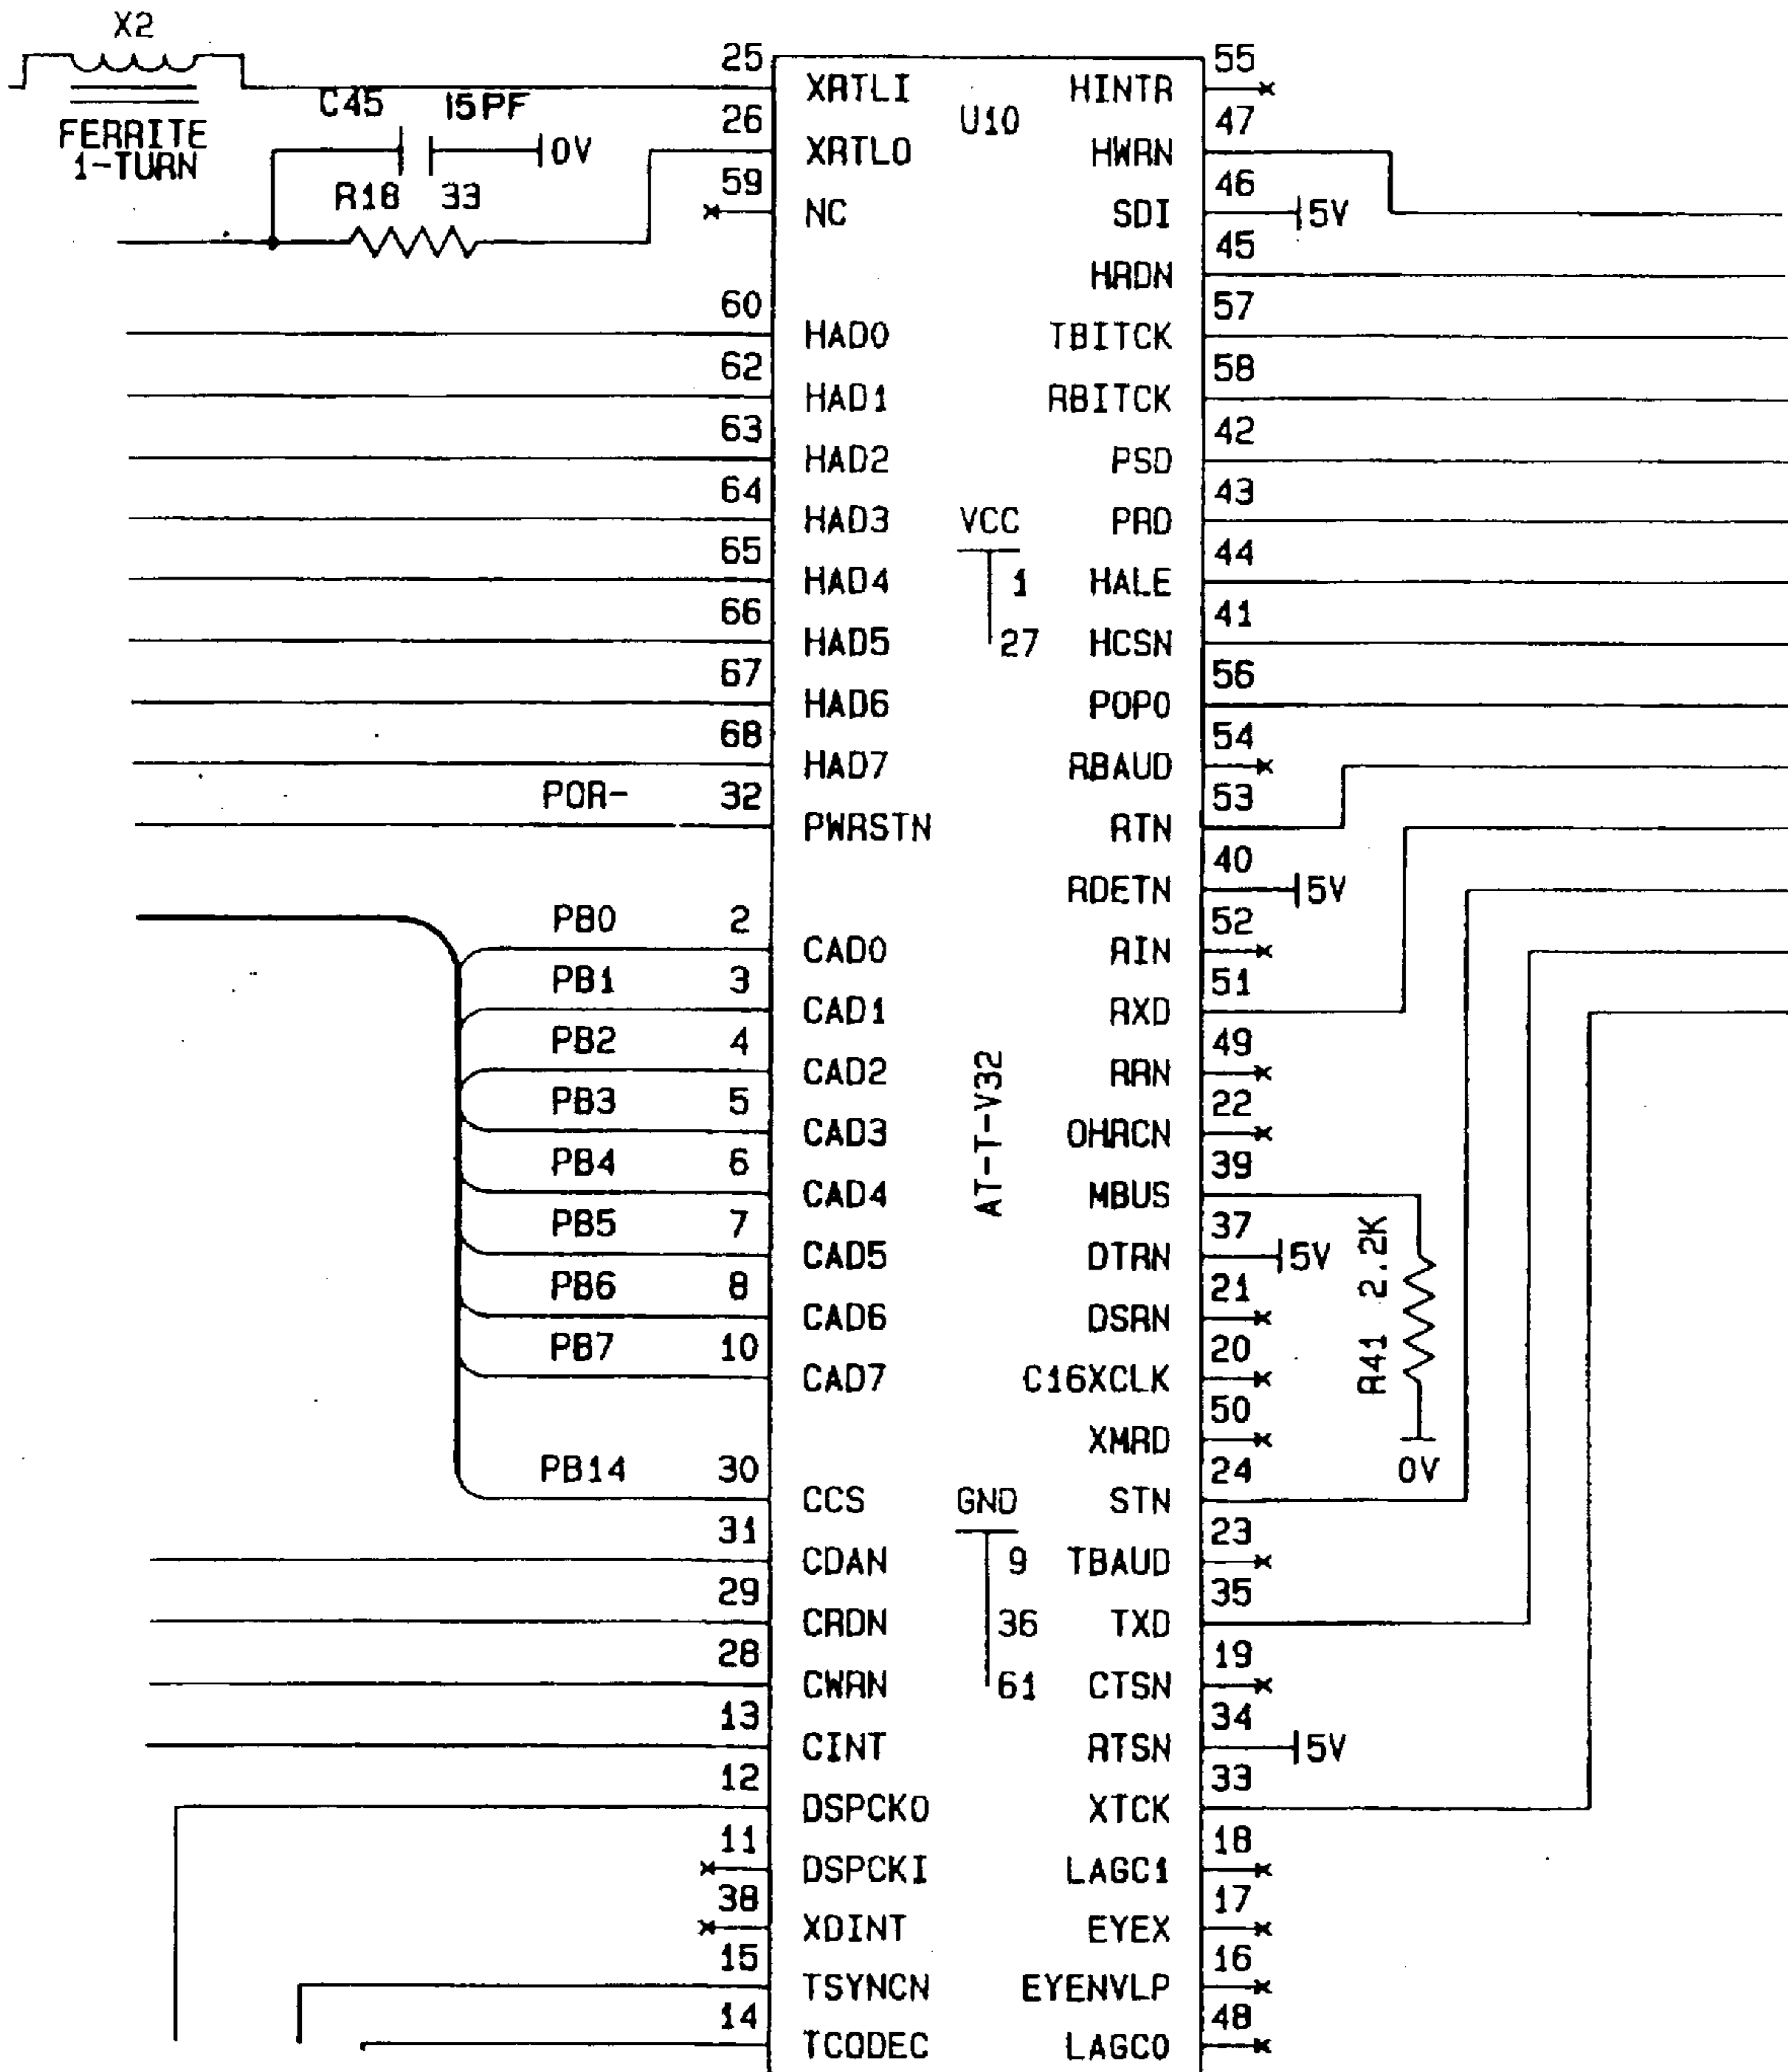 X2
FERRITE
1-TURN
C45 15PF
0V
R18 33
25 XRTLI
26 XRTLO
59 NC
60 HAD0
62 HAD1
63 HAD2
64 HAD3
65 HAD4
66 HAD5
67 HAD6
68 HAD7
POR- 32 PWRSTN
PB0 2 CAD0
PB1 3 CAD1
PB2 4 CAD2
PB3 5 CAD3
PB4 6 CAD4
PB5 7 CAD5
PB6 8 CAD6
PB7 10 CAD7
PB14 30 CCS
31 CDAN
29 CRDN
28 CWRN
13 CINT
12 DSPCKO
11 DSPCKI
38 XDINT
15 TSYNCN
14 TCODEC
U10
VCC
1
27
AT-T-V32
GND
9
36
61
HINTR 55
HWRN 47
SDI 46 5V
HRDN 45
TBITCK 57
RBITCK 58
PSD 42
PRD 43
HALE 44
HCSN 41
POPO 56
RBAUD 54
RTN 53
RDETN 40 5V
RIN 52
RXD 51
RRN 49
OHRCN 22
MBUS 39
DTRN 37 5V
DSRN 21
C16XCLK 20
XMRD 50
STN 24
TBAUD 23
TXD 35
CTSN 19
RTSN 34 5V
XTCK 33
LAGC1 18
EYEX 17
EYENVLP 16
LAGC0 48
R41 2.2K
0V